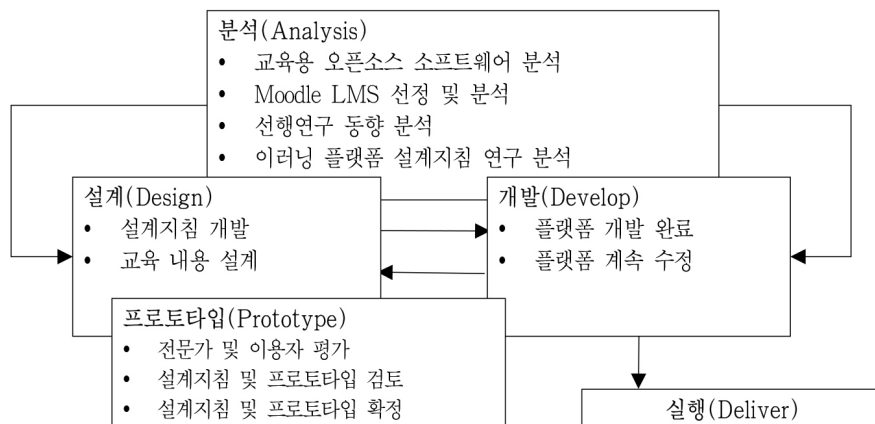 분석(Analysis)
• 교육용 오픈소스 소프트웨어 분석
• Moodle LMS 선정 및 분석
• 선행연구 동향 분석
• 이러닝 플랫폼 설계지침 연구 분석
설계(Design)
• 설계지침 개발
• 교육 내용 설계
개발(Develop)
• 플랫폼 개발 완료
• 플랫폼 계속 수정
프로토타입(Prototype)
• 전문가 및 이용자 평가
• 설계지침 및 프로토타입 검토
• 설계지침 및 프로토타입 확정
실행(Deliver)